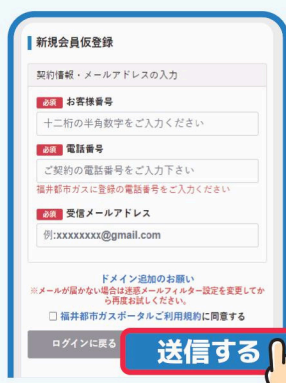 新規会員仮登録
契約情報・メールアドレスの入力
必須 お客様番号
十二桁の半角数字をご入力ください
必須 電話番号
ご契約の電話番号をご入力下さい
福井都市ガスに登録の電話番号をご入力ください
必須 受信メールアドレス
例:xxxxxxxx@gmail.com
ドメイン追加のお願い
※メールが届かない場合は迷惑メールフィルター設定を変更してか
ら再度お試しください。
福井都市ガスポータルご利用規約に同意する
ログインに戻る
送信する